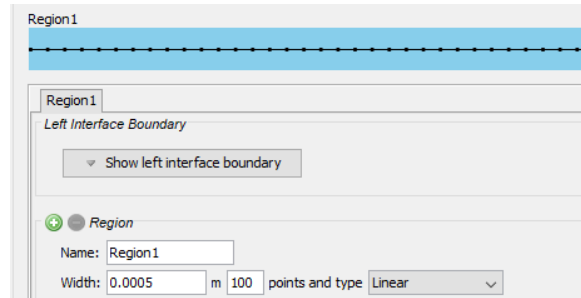 Region1
Region1
Left Interface Boundary
Show left interface boundary
Region
Name: Region1
Width: 0.0005 m 100 points and type Linear